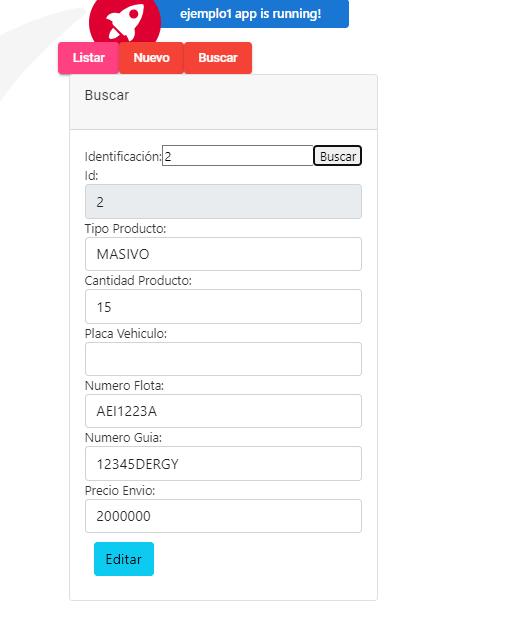 ejemplo1 app is running!
Listar Nuevo Buscar
Buscar
Identificación: 2 Buscar
Id:
2
Tipo Producto:
MASIVO
Cantidad Producto:
15
Placa Vehiculo:
Numero Flota:
AEI1223A
Numero Guia:
12345DERGY
Precio Envio:
2000000
Editar